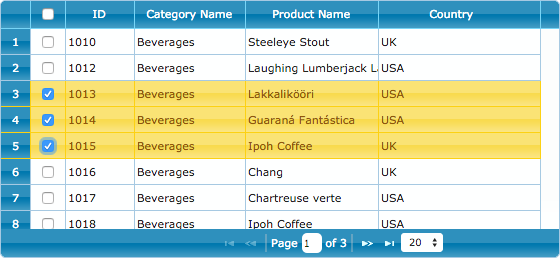 ID Category Name Product Name Country
1 1010 Beverages Steeleye Stout UK
2 1012 Beverages Laughing Lumberjack La USA
3 1013 Beverages Lakkalikööri USA
4 1014 Beverages Guaraná Fantástica USA
5 1015 Beverages Ipoh Coffee UK
6 1016 Beverages Chang UK
7 1017 Beverages Chartreuse verte USA
8 1018 Beverages Ipoh Coffee USA
Page 1 of 3 20